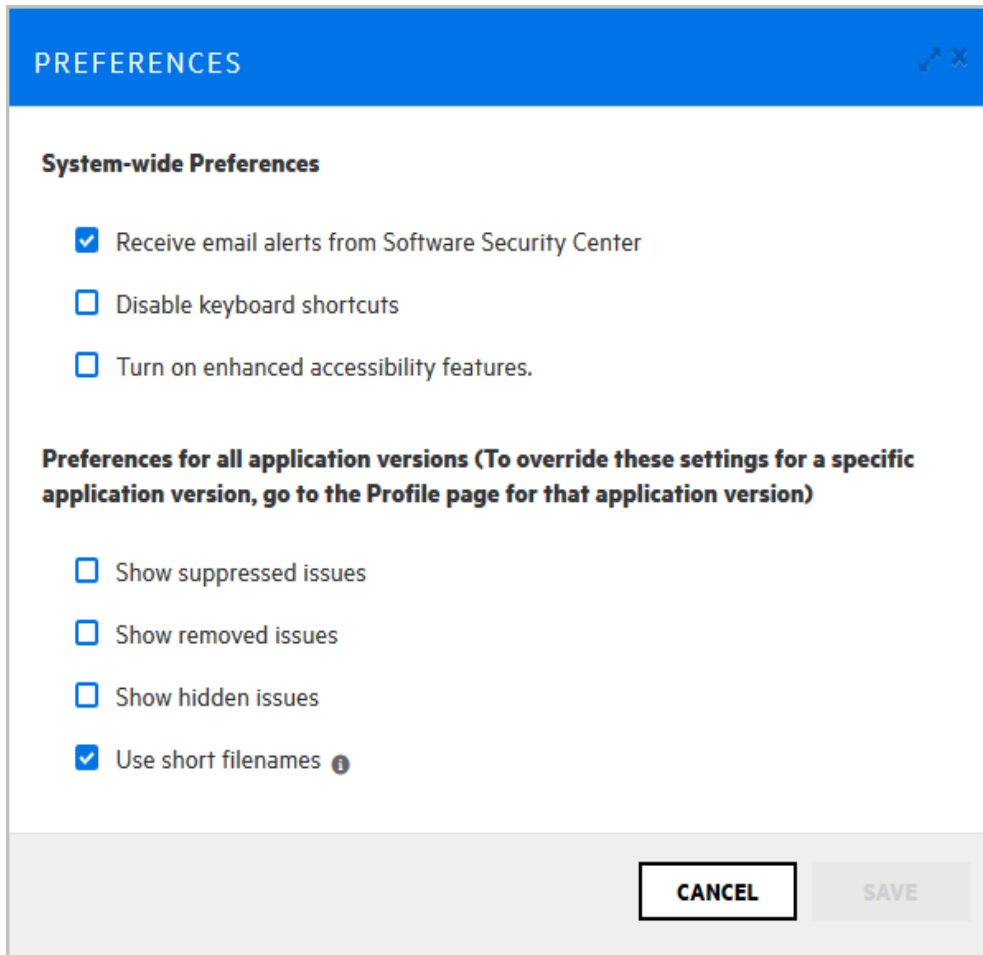 PREFERENCES
System-wide Preferences
Receive email alerts from Software Security Center
Disable keyboard shortcuts
Turn on enhanced accessibility features.
Preferences for all application versions (To override these settings for a specific
application version, go to the Profile page for that application version)
Show suppressed issues
Show removed issues
Show hidden issues
Use short filenames
CANCEL SAVE